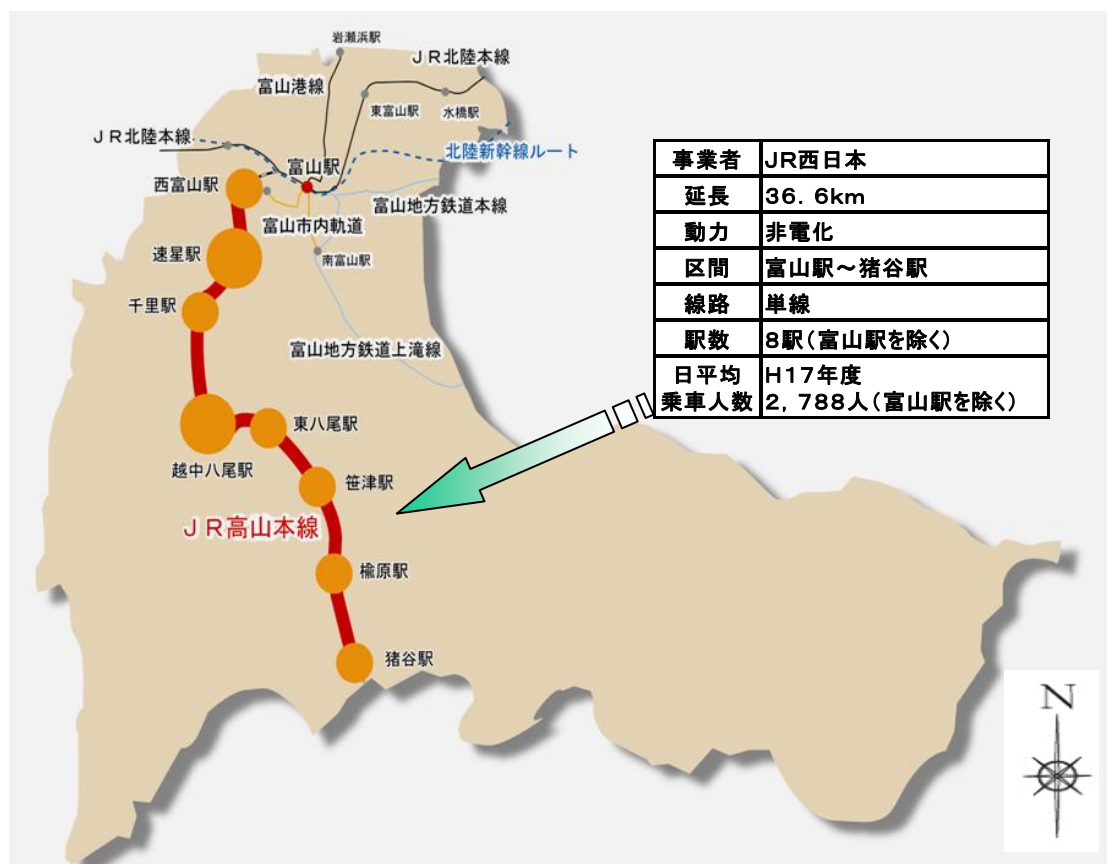 岩瀬浜駅
JR北陸本線
富山港線
東富山駅
水橋駅
JR北陸本線
北陸新幹線ルート
富山駅
西富山駅
富山地方鉄道本線
富山市内軌道
速星駅
南富山駅
千里駅
富山地方鉄道上滝線
東八尾駅
越中八尾駅
笹津駅
JR高山本線
楡原駅
猪谷駅
事業者 JR西日本
延長 36.6km
動力 非電化
区間 富山駅~猪谷駅
線路 単線
駅数 8駅(富山駅を除く)
日平均 H17年度
乗車人数 2,788人(富山駅を除く)
N